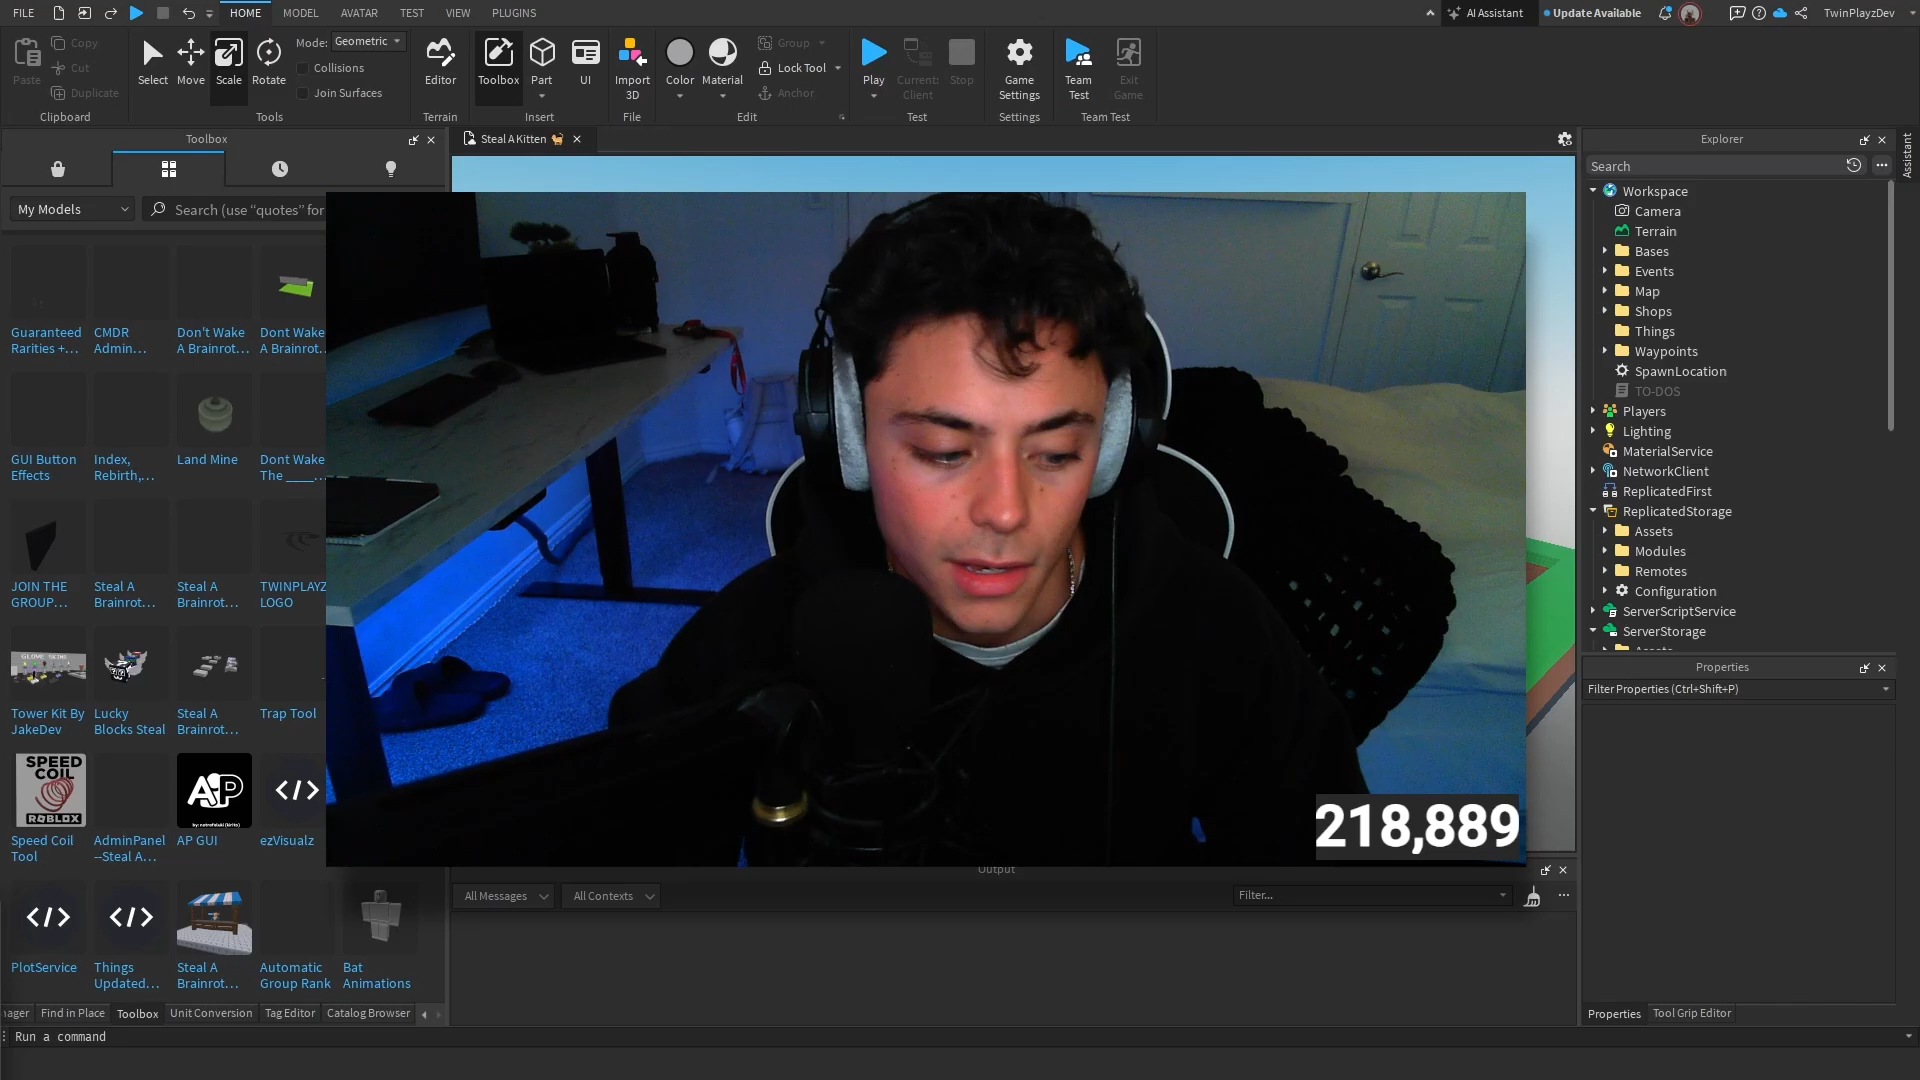 FILE
HOME
MODEL
AVATAR
TEST
VIEW
PLUGINS
AI Assistant
Update Available
TwinPlayzDev
Paste
Copy
Cut
Duplicate
Clipboard
Select
Move
Scale
Rotate
Mode:
Geometric
Collisions
Join Surfaces
Tools
Editor
Terrain
Toolbox
Part
UI
Insert
Import
3D
File
Color
Material
Group
Lock Tool
Anchor
Edit
Play
Current:
Client
Stop
Test
Game
Settings
Settings
Team
Test
Exit
Game
Team Test
Toolbox
My Models
Search (use “quotes” for
Guaranteed
Rarities +...
CMDR
Admin...
Don't Wake
A Brainrot...
Dont Wake
A Brainrot.
GUI Button
Effects
Index,
Rebirth,...
Land Mine
Dont Wake
The ____...
JOIN THE
GROUP...
Steal A
Brainrot...
Steal A
Brainrot...
TWINPLAYZ
LOGO
GLOVE
Tower Kit By
JakeDev
Lucky
Blocks Steal
Steal A
Brainrot...
Trap Tool
SPEED
COIL
ROBLOX
Speed Coil
Tool
AdminPanel
--Steal A...
AP
AP GUI
</>
ezVisualz
</>
PlotService
</>
Things
Updated...
Steal A
Brainrot...
Automatic
Group Rank
Bat
Animations
nager
Find in Place
Toolbox
Unit Conversion
Tag Editor
Catalog Browser
Run a command
Steal A Kitten
218,889
Output
All Messages
All Contexts
Filter...
Explorer
Assistant
Search
Workspace
Camera
Terrain
Bases
Events
Map
Shops
Things
Waypoints
SpawnLocation
TO-DOS
Players
Lighting
MaterialService
NetworkClient
ReplicatedFirst
ReplicatedStorage
Assets
Modules
Remotes
Configuration
ServerScriptService
ServerStorage
Assets
Properties
Filter Properties (Ctrl+Shift+P)
Properties
Tool Grip Editor